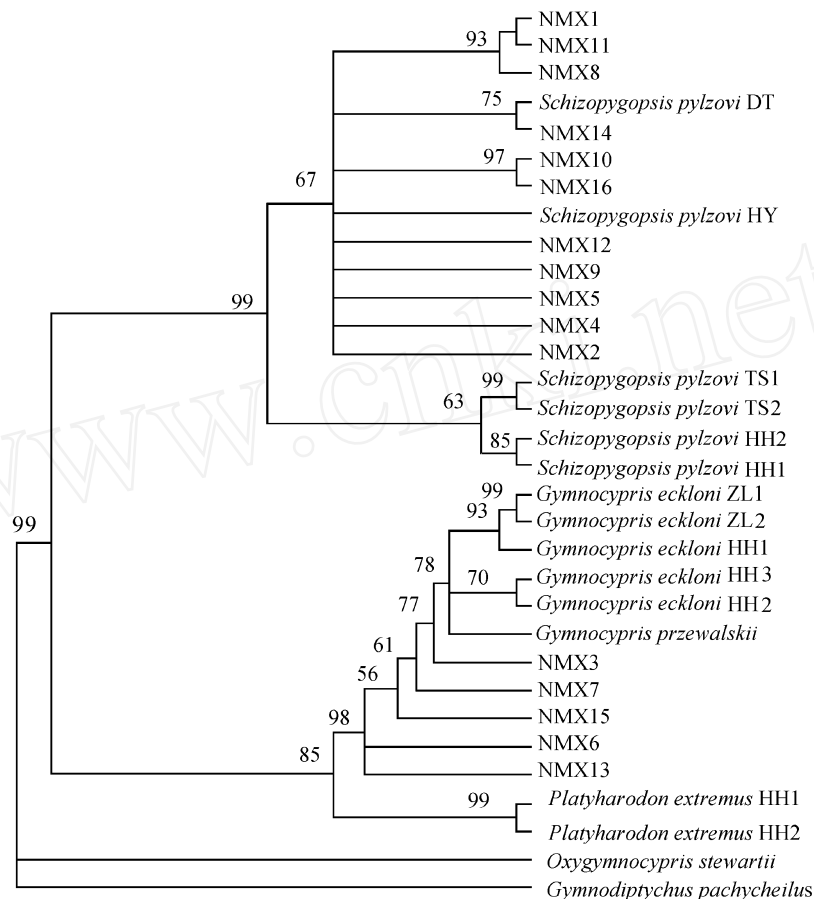 NMX1
93
NMX11
NMX8
75
Schizopygopsis pylzovi DT
NMX14
97
NMX10
NMX16
67
Schizopygopsis pylzovi HY
NMX12
NMX9
99
NMX5
NMX4
NMX2
99
Schizopygopsis pylzovi TS1
63
Schizopygopsis pylzovi TS2
85
Schizopygopsis pylzovi HH2
Schizopygopsis pylzovi HH1
99
Gymnocypris eckloni ZL1
93
Gymnocypris eckloni ZL2
99
Gymnocypris eckloni HH1
78
70
Gymnocypris eckloni HH3
Gymnocypris eckloni HH2
77
Gymnocypris przewalskii
61
NMX3
56
NMX7
98
NMX15
85
NMX6
NMX13
99
Platyharodon extremus HH1
Platyharodon extremus HH2
Oxygymnocypris stewartii
Gymnodiptychus pachycheilus
www.cnki.net